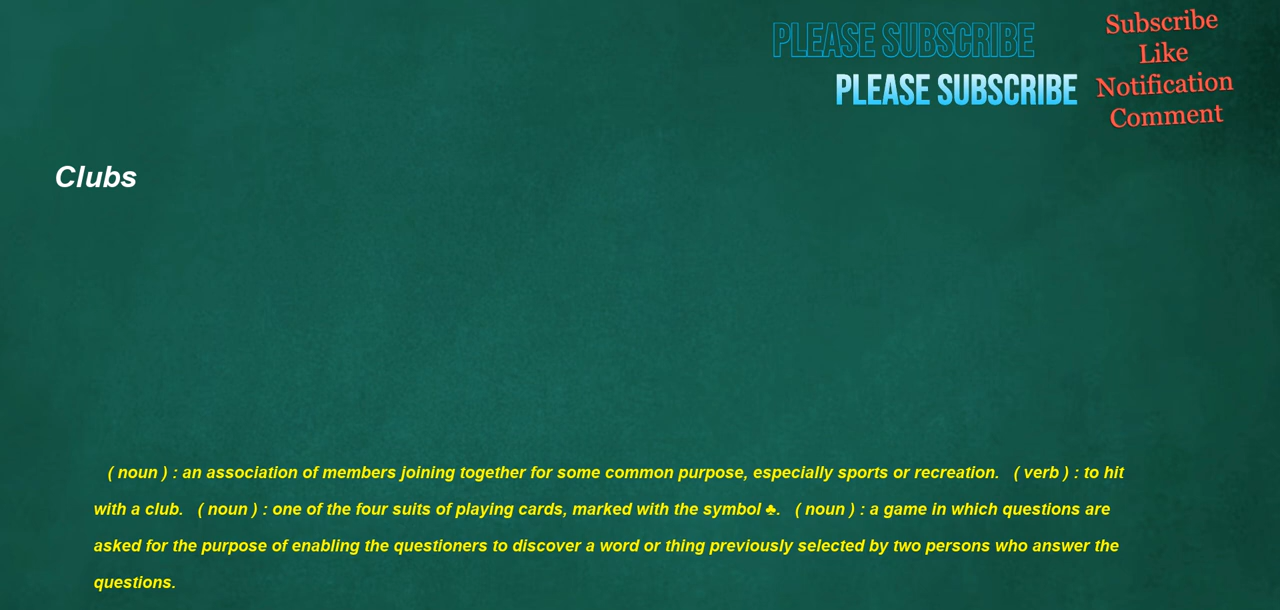 PLEASE SUBSCRIBE
PLEASE SUBSCRIBE
Subscribe
Like
Notification
Comment
Clubs
( noun ) : an association of members joining together for some common purpose, especially sports or recreation. ( verb ) : to hit
with a club. ( noun ) : one of the four suits of playing cards, marked with the symbol ♣. ( noun ) : a game in which questions are
asked for the purpose of enabling the questioners to discover a word or thing previously selected by two persons who answer the
questions.